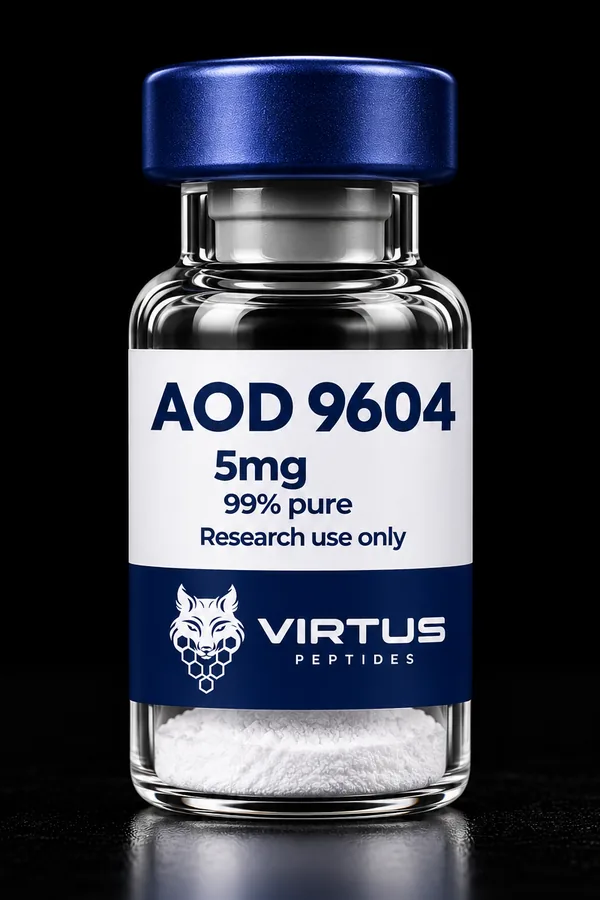 AOD 9604
5mg
99% pure
Research use only
VIRTUS
PEPTIDES